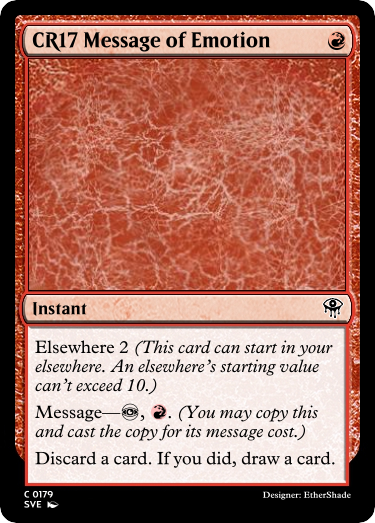 CR17 Message of Emotion
Instant
Elsewhere 2 (This card can start in your
elsewhere. An elsewhere's starting value
can't exceed 10.)
Message—, . (You may copy this
and cast the copy for its message cost.)
Discard a card. If you did, draw a card.
C 0179
SVE
Designer: EtherShade